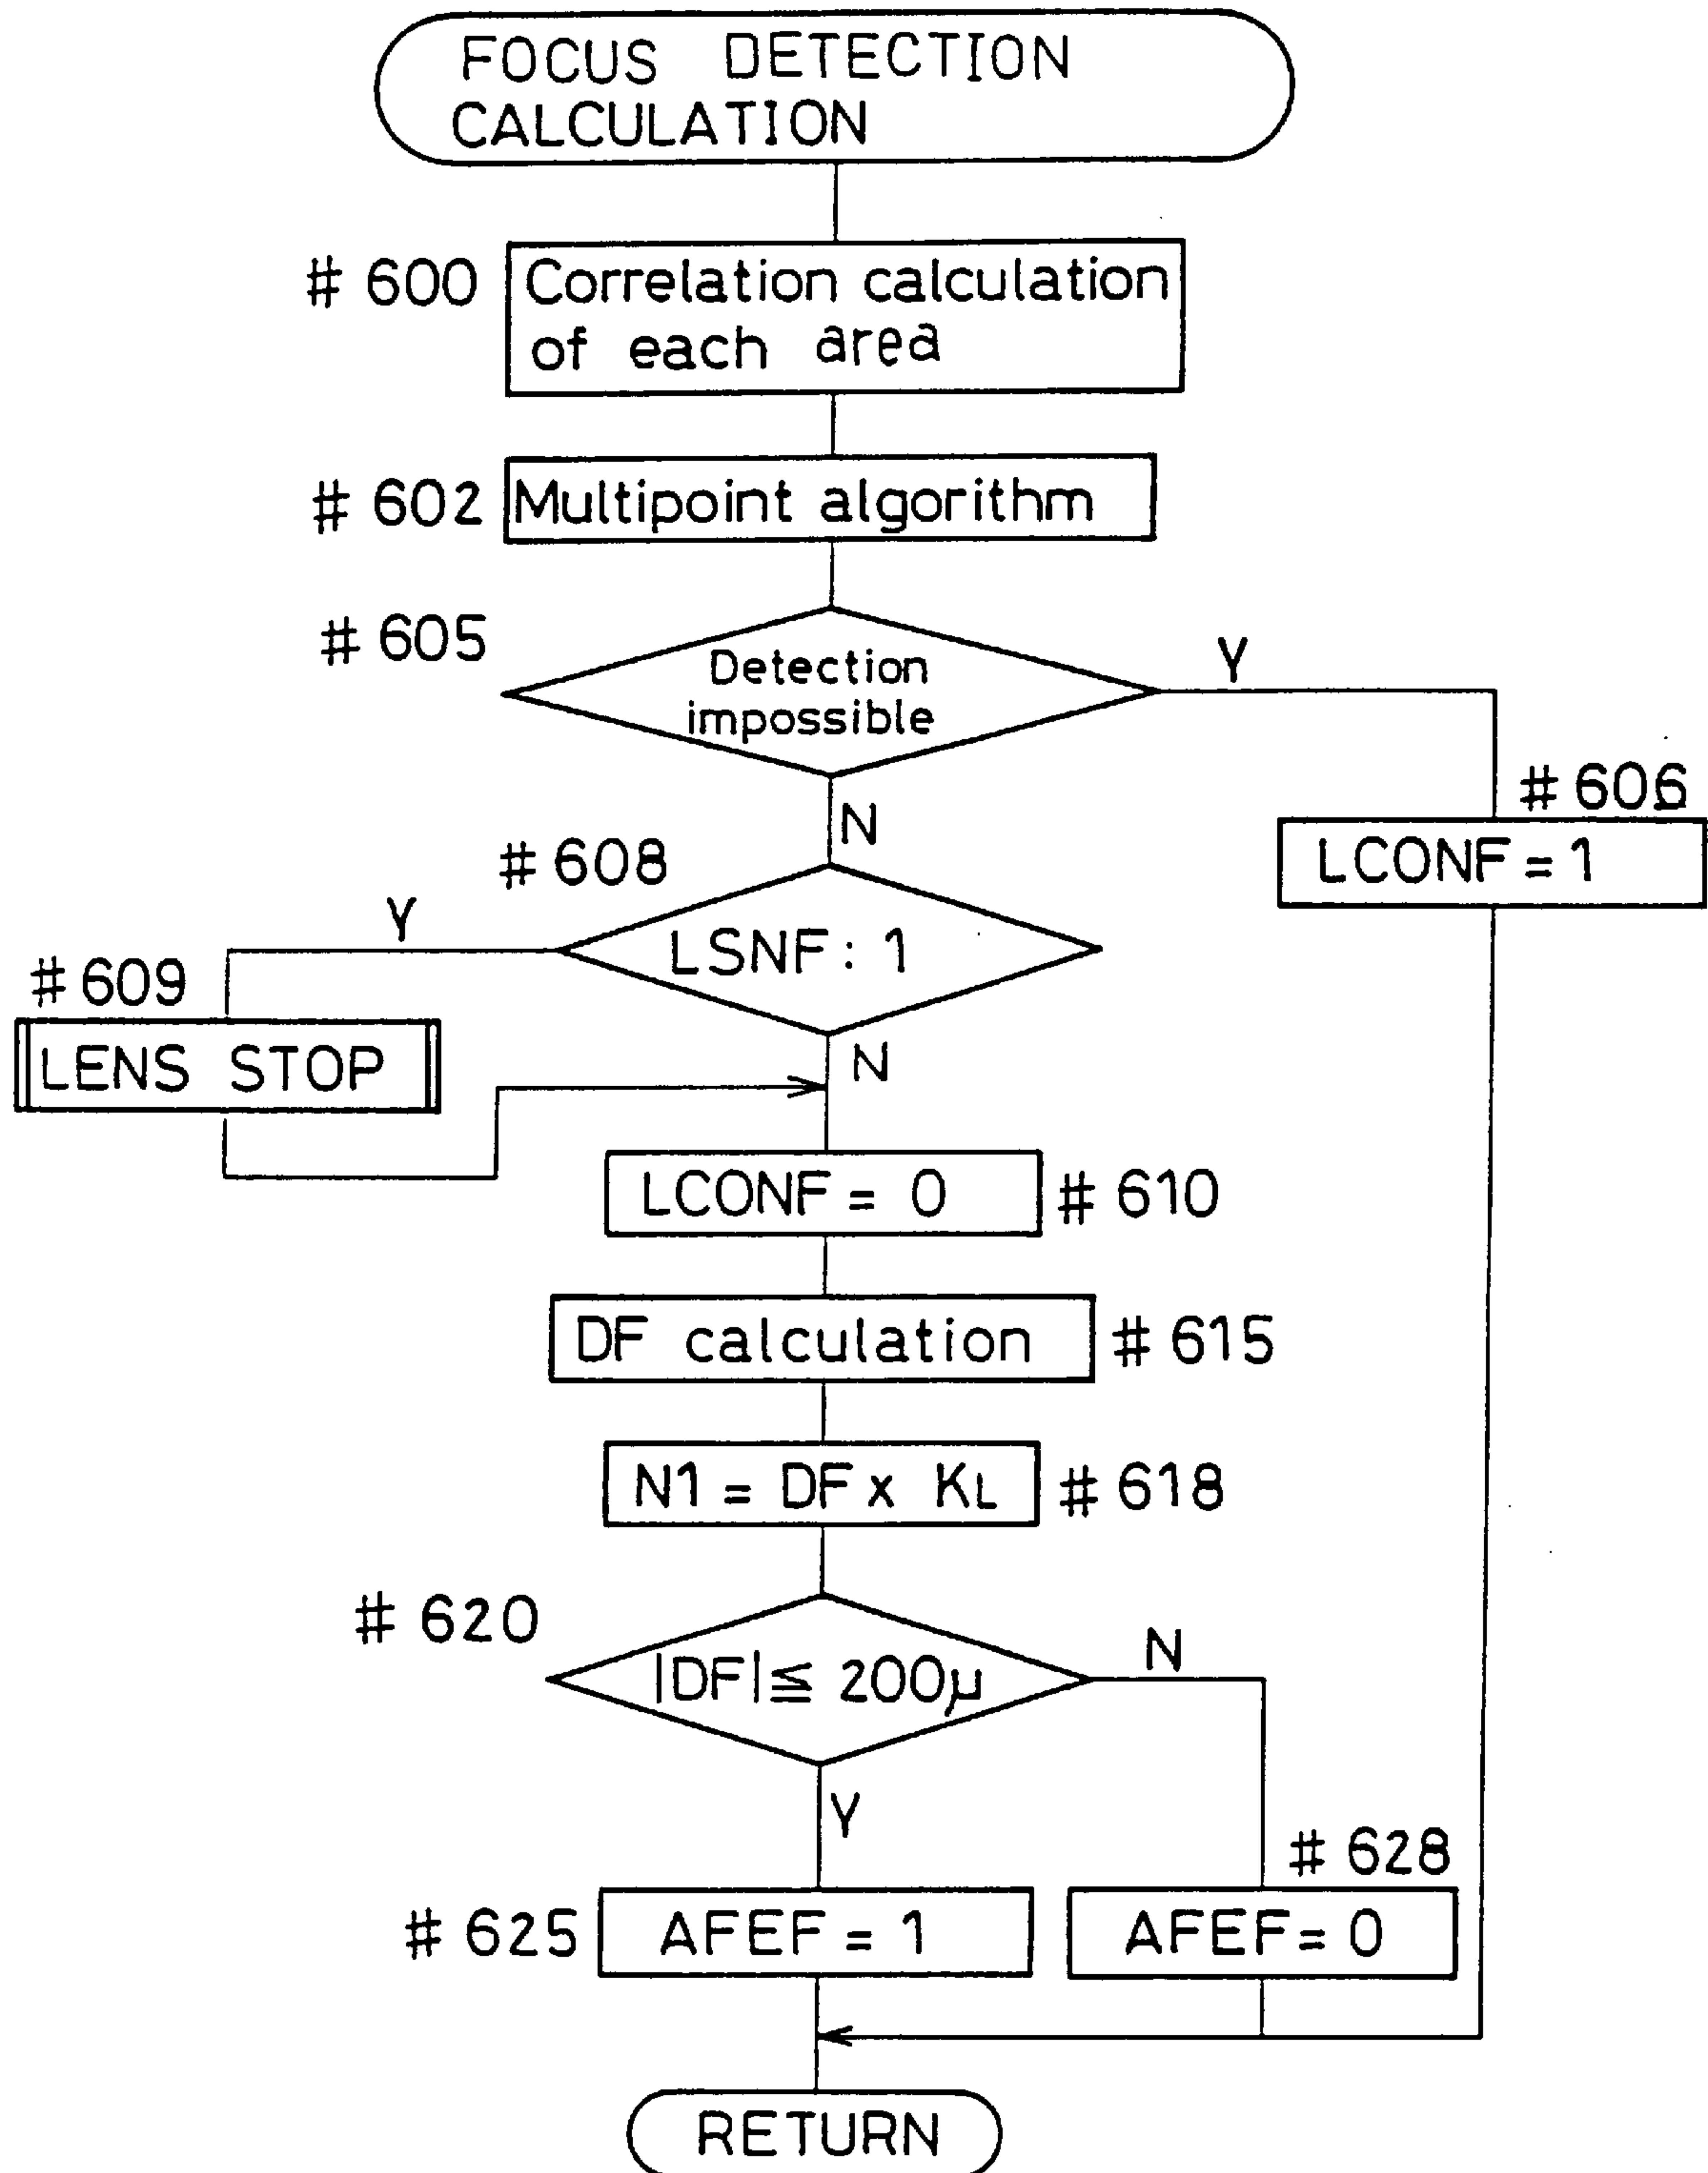 FOCUS DETECTION
CALCULATION
# 600
Correlation calculation
of each area
# 602
Multipoint algorithm
# 605
Detection
impossible
Y
# 606
LCONF = 1
N
# 608
LSNF : 1
Y
# 609
LENS STOP
N
LCONF = 0
# 610
DF calculation
# 615
N1 = DF x KL
# 618
# 620
|DF| ≦ 200μ
N
Y
# 628
# 625
AFEF = 1
AFEF = 0
RETURN